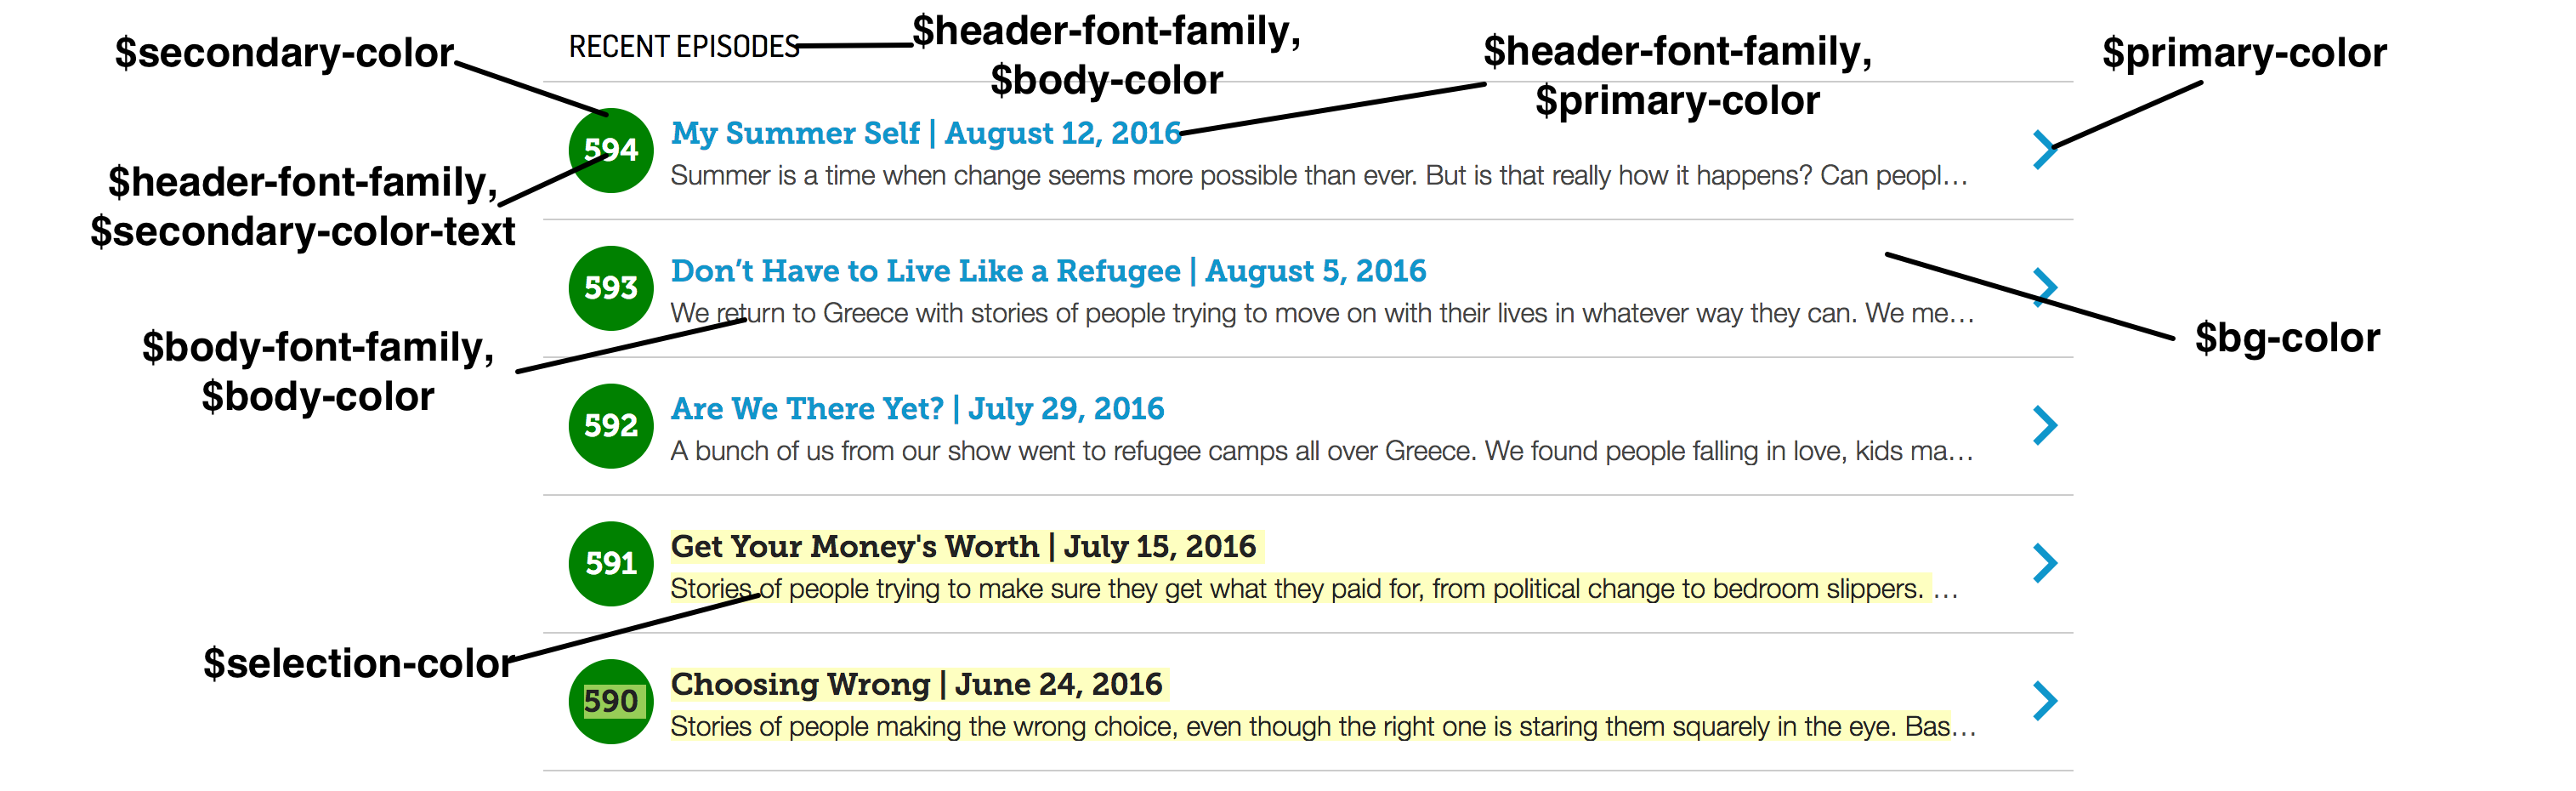 $secondary-color
RECENT EPISODES
$header-font-family,
$body-color
$header-font-family,
$primary-color
$primary-color
594
My Summer Self | August 12, 2016
Summer is a time when change seems more possible than ever. But is that really how it happens? Can peopl…
$header-font-family,
$secondary-color-text
593
Don’t Have to Live Like a Refugee | August 5, 2016
We return to Greece with stories of people trying to move on with their lives in whatever way they can. We me…
$bg-color
$body-font-family,
$body-color
592
Are We There Yet? | July 29, 2016
A bunch of us from our show went to refugee camps all over Greece. We found people falling in love, kids ma…
591
Get Your Money's Worth | July 15, 2016
Stories of people trying to make sure they get what they paid for, from political change to bedroom slippers. …
$selection-color
590
Choosing Wrong | June 24, 2016
Stories of people making the wrong choice, even though the right one is staring them squarely in the eye. Bas…